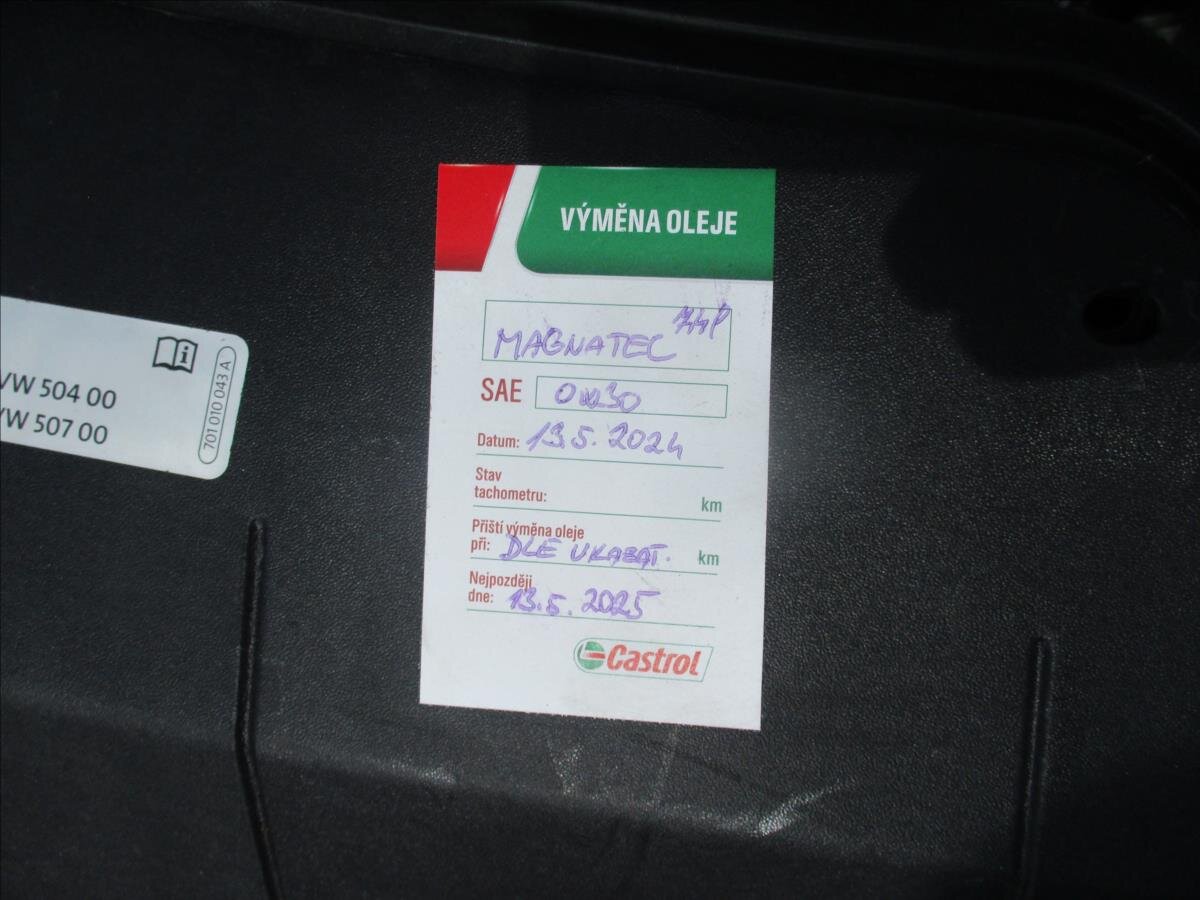 VÝMĚNA OLEJE
MAGNATEC
SAE 0w30
Datum: 13.5.2024
Stav
tachometru: km
Příští výměna oleje
při: DLE UKAZAT. km
Nejpozději
dne: 13.5.2025
Castrol
VW 504 00
VW 507 00
701 010 043 A